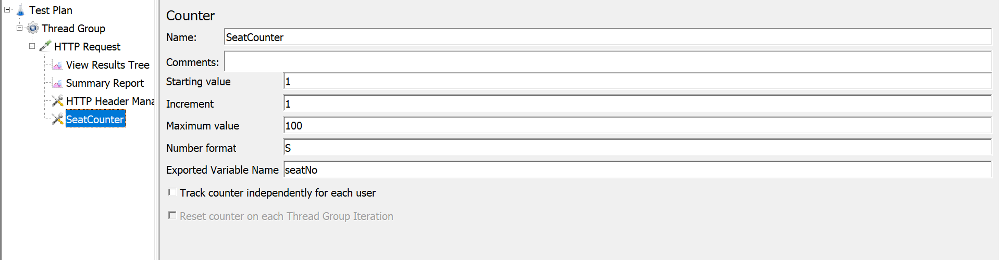 Test Plan
Thread Group
HTTP Request
View Results Tree
Summary Report
HTTP Header Mana
SeatCounter
Counter
Name: SeatCounter
Comments:
Starting value 1
Increment 1
Maximum value 100
Number format S
Exported Variable Name seatNo
Track counter independently for each user
Reset counter on each Thread Group Iteration